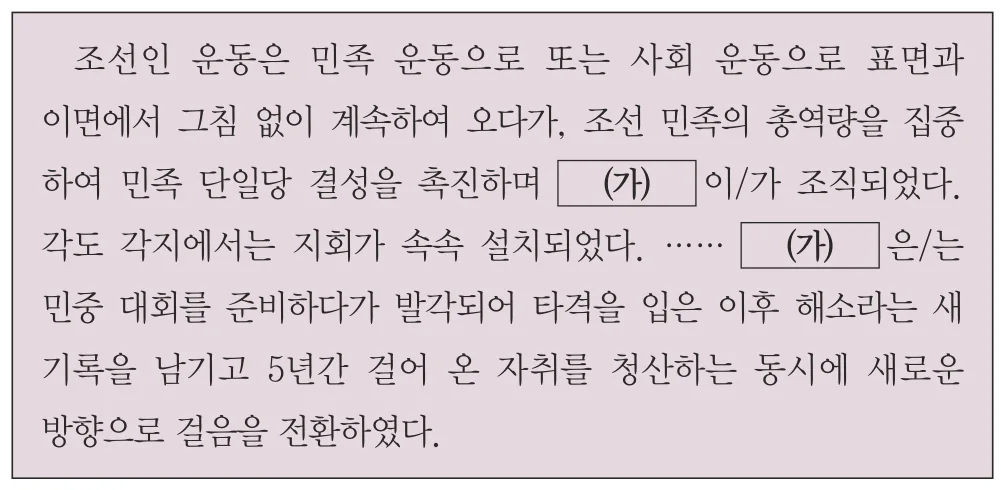 조선인 운동은 민족 운동으로 또는 사회 운동으로 표면과
이면에서 그침 없이 계속하여 오다가, 조선 민족의 총역량을 집중
하여 민족 단일당 결성을 촉진하며 (가) 이/가 조직되었다.
각도 각지에서는 지회가 속속 설치되었다. …… (가) 은/는
민중 대회를 준비하다가 발각되어 타격을 입은 이후 해소라는 새
기록을 남기고 5년간 걸어 온 자취를 청산하는 동시에 새로운
방향으로 걸음을 전환하였다.